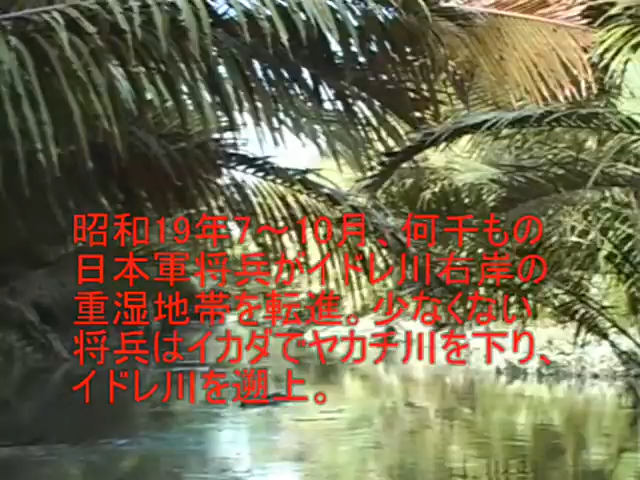 昭和19年7～10月、何千もの
日本軍将兵がイドレ川右岸の
重湿地帯を転進。少なくない
将兵はイカダでヤカチ川を下り、
イドレ川を遡上。